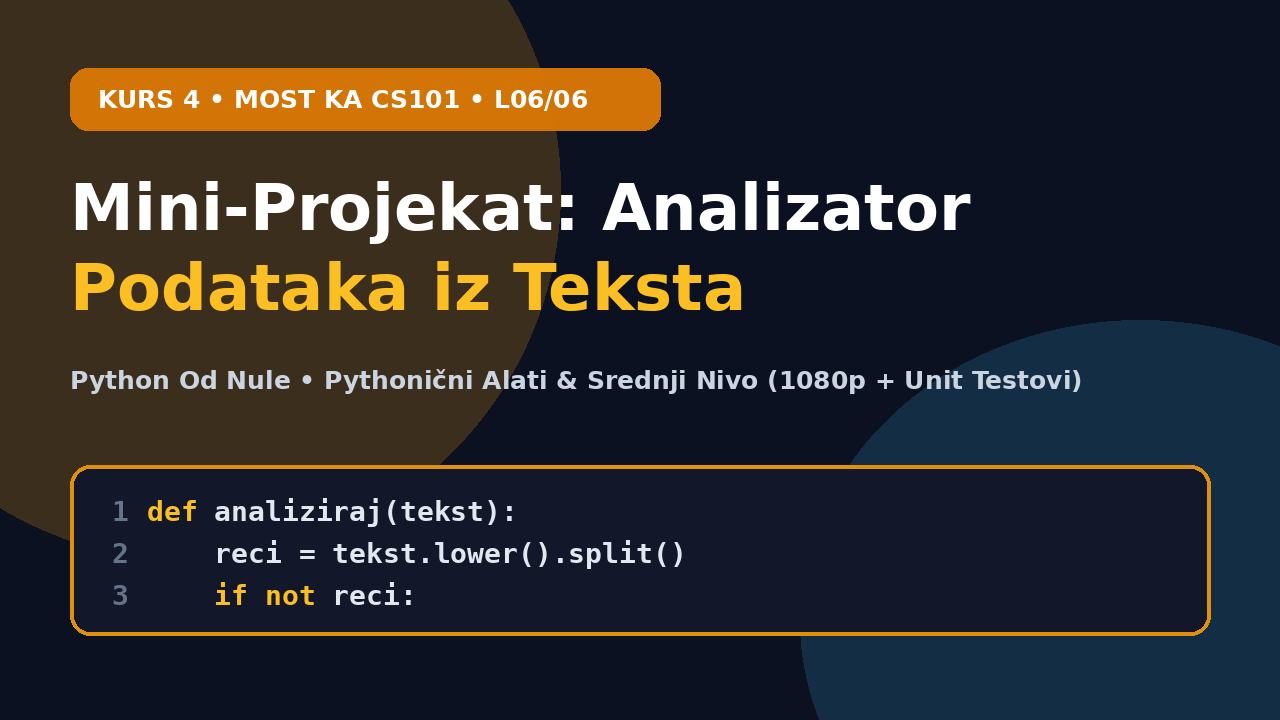 KURS 4 • MOST KA CS101 • L06/06
Mini-Projekat: Analizator
Podataka iz Teksta
Python Od Nule • Pythonični Alati & Srednji Nivo (1080p + Unit Testovi)
1 def analiziraj(tekst):
2     reci = tekst.lower().split()
3     if not reci: